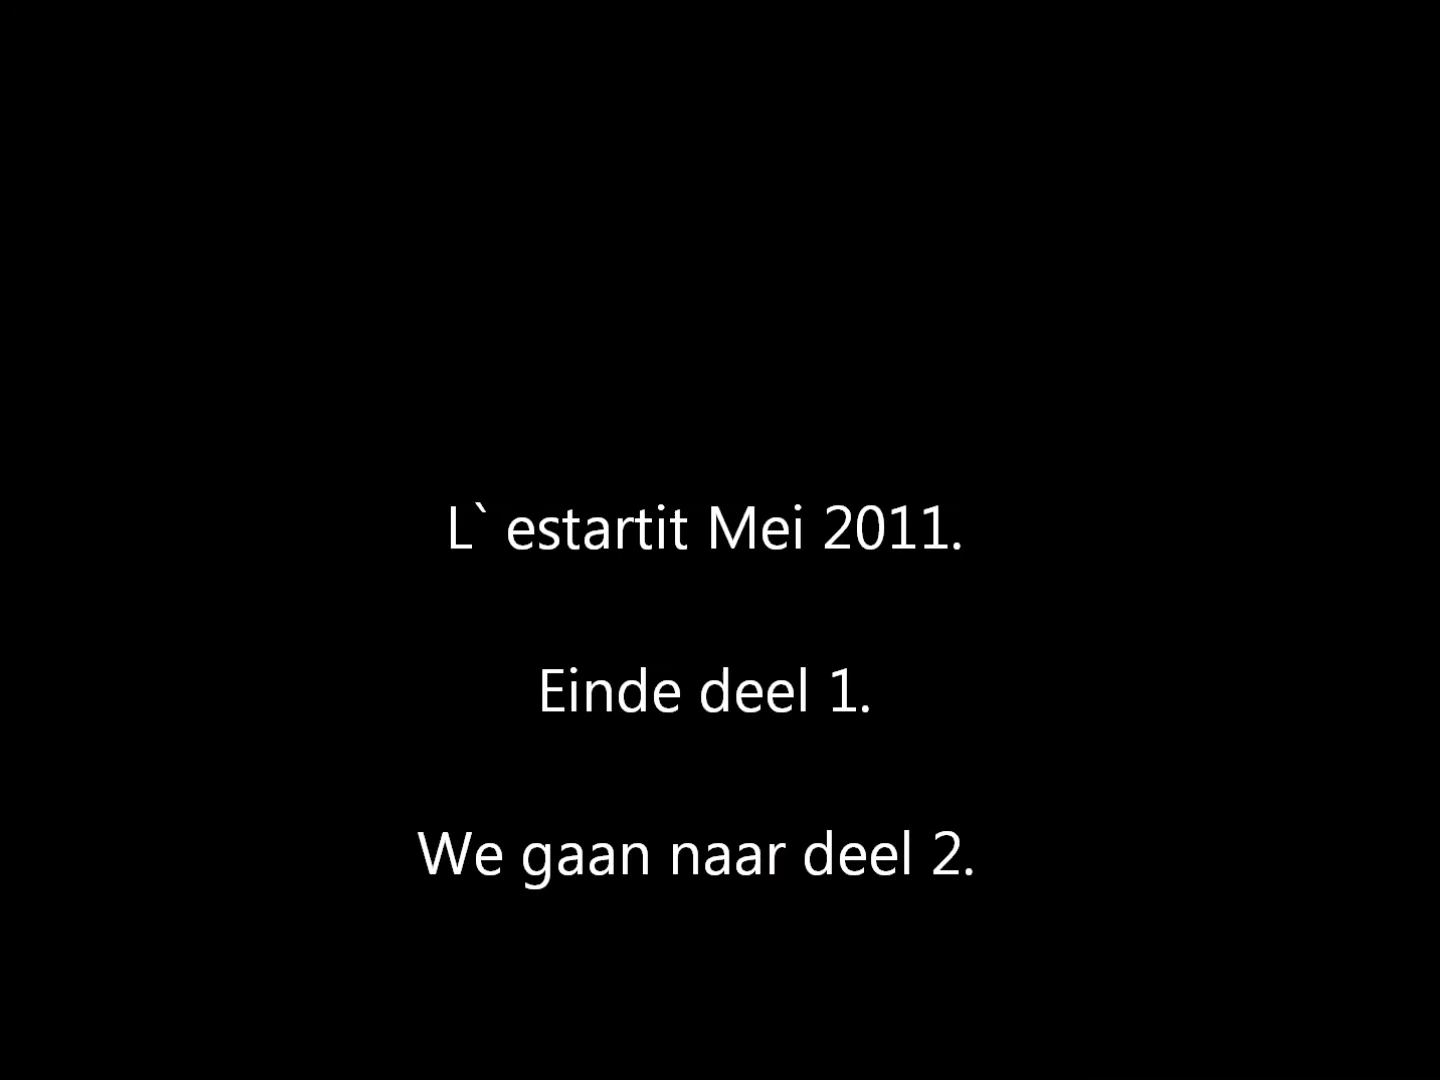 L` estartit Mei 2011.
Einde deel 1.
We gaan naar deel 2.